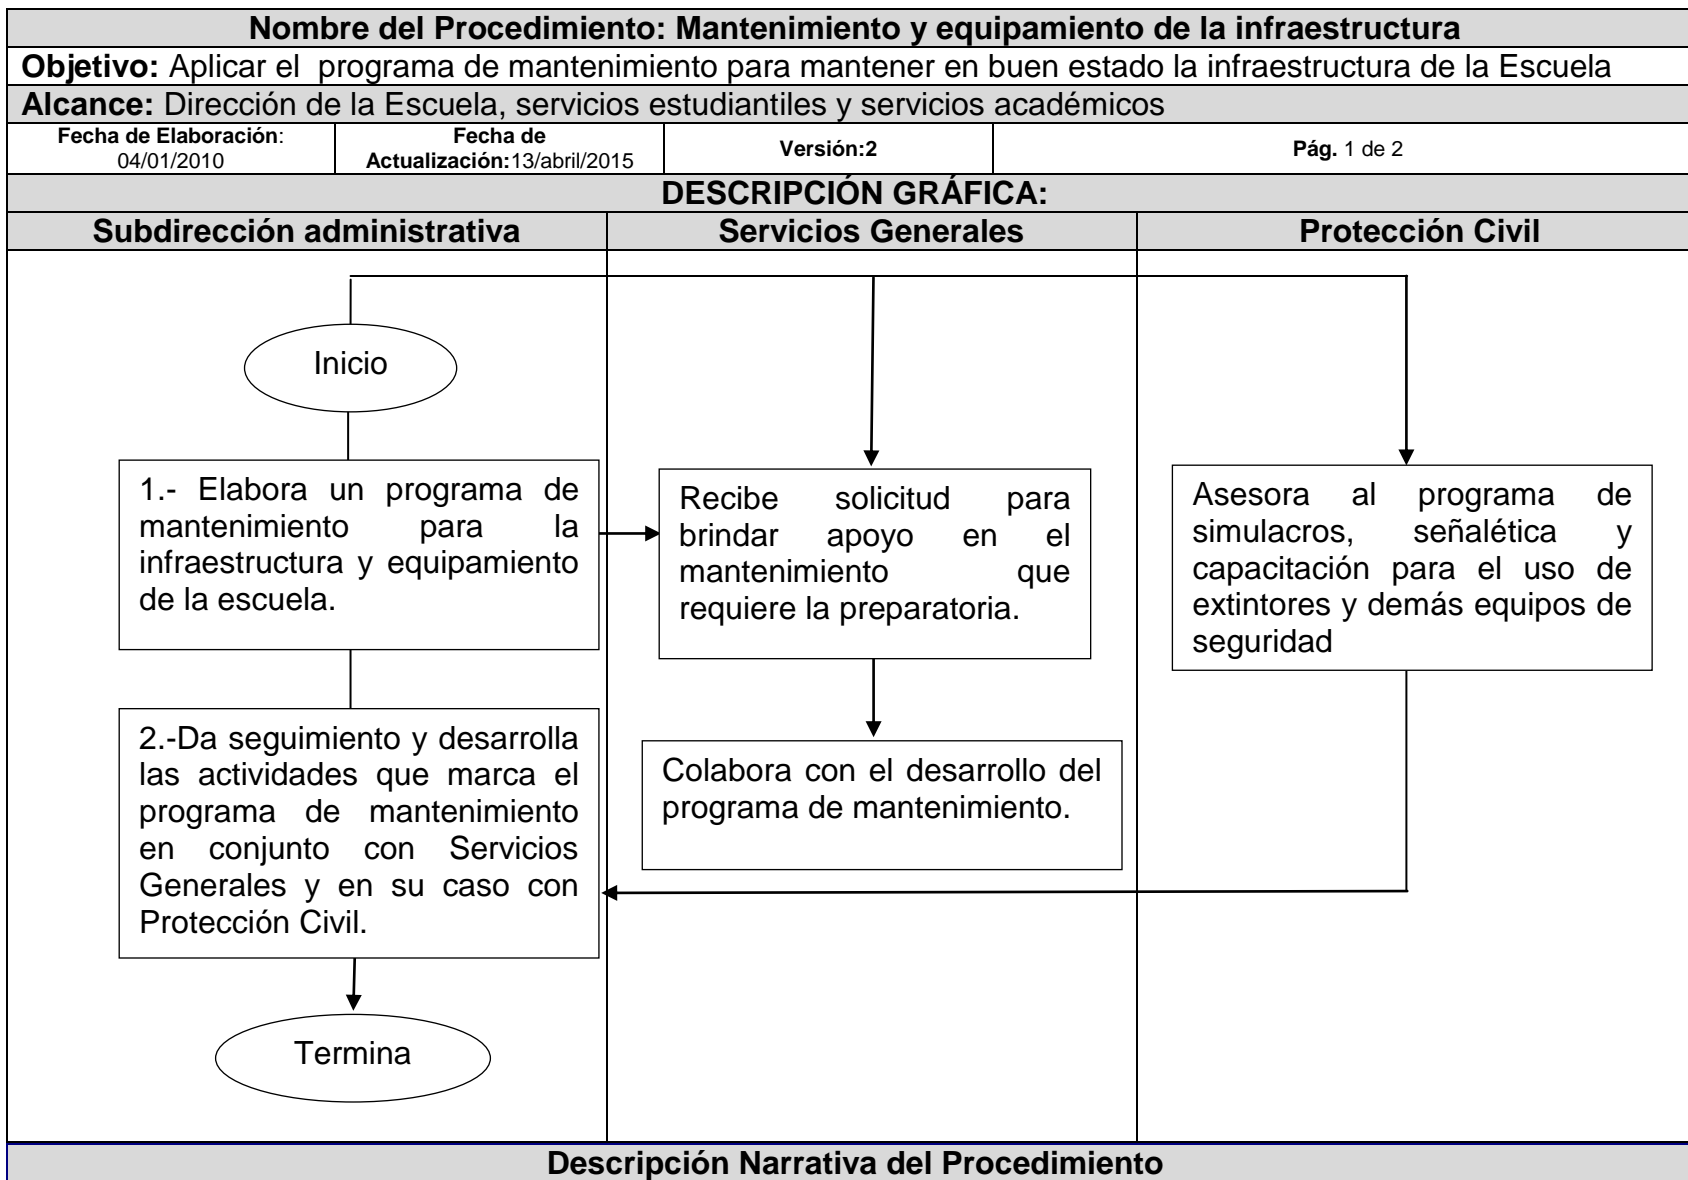 Nombre del Procedimiento: Mantenimiento y equipamiento de la infraestructura
Objetivo: Aplicar el programa de mantenimiento para mantener en buen estado la infraestructura de la Escuela
Alcance: Dirección de la Escuela, servicios estudiantiles y servicios académicos
Fecha de Elaboración:
04/01/2010
Fecha de
Actualización:13/abril/2015
Versión:2
Pág. 1 de 2
DESCRIPCIÓN GRÁFICA:
Subdirección administrativa
Servicios Generales
Protección Civil
Inicio
1.- Elabora un programa de
mantenimiento para la
infraestructura y equipamiento
de la escuela.
Recibe solicitud para
brindar apoyo en el
mantenimiento que
requiere la preparatoria.
Asesora al programa de
simulacros, señalética y
capacitación para el uso de
extintores y demás equipos de
seguridad
2.-Da seguimiento y desarrolla
las actividades que marca el
programa de mantenimiento
en conjunto con Servicios
Generales y en su caso con
Protección Civil.
Colabora con el desarrollo del
programa de mantenimiento.
Termina
Descripción Narrativa del Procedimiento